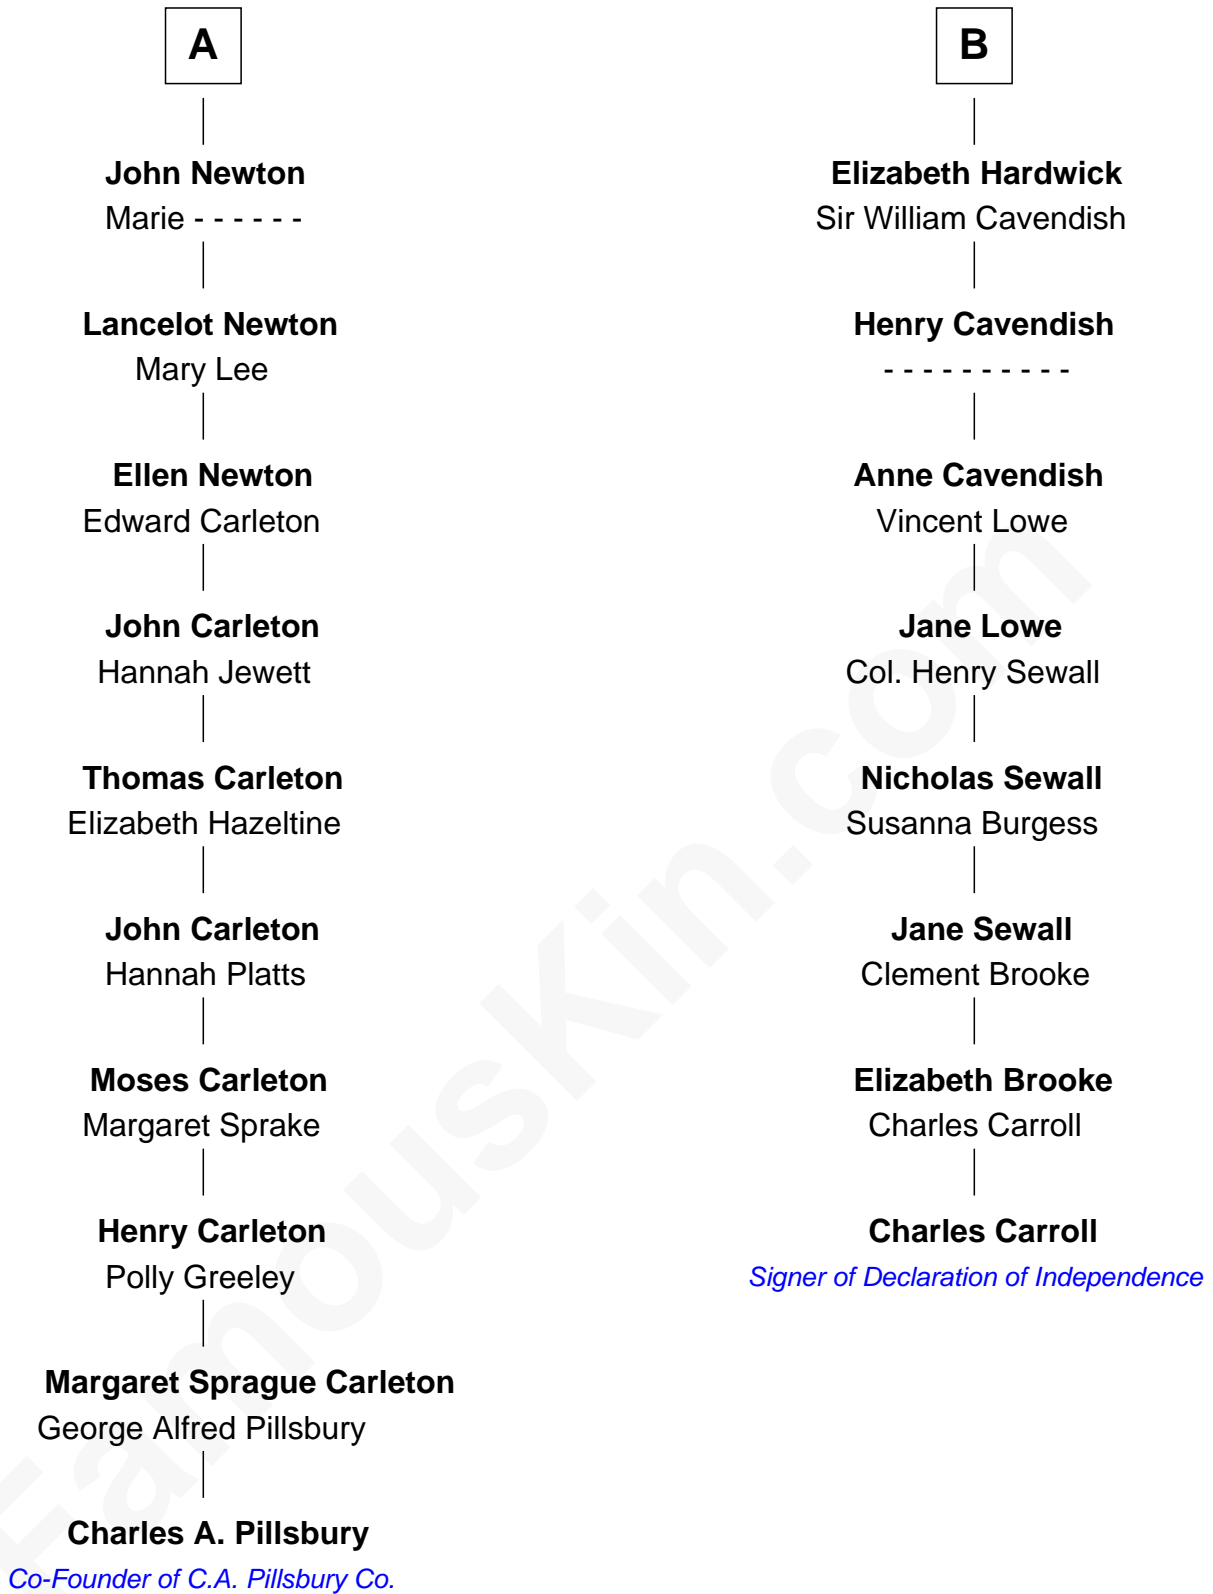 A
John Newton
Marie - - - - - -
Lancelot Newton
Mary Lee
Ellen Newton
Edward Carleton
John Carleton
Hannah Jewett
Thomas Carleton
Elizabeth Hazeltine
John Carleton
Hannah Platts
Moses Carleton
Margaret Sprake
Henry Carleton
Polly Greeley
Margaret Sprague Carleton
George Alfred Pillsbury
Charles A. Pillsbury
Co-Founder of C.A. Pillsbury Co.
B
Elizabeth Hardwick
Sir William Cavendish
Henry Cavendish
- - - - - - - - - -
Anne Cavendish
Vincent Lowe
Jane Lowe
Col. Henry Sewall
Nicholas Sewall
Susanna Burgess
Jane Sewall
Clement Brooke
Elizabeth Brooke
Charles Carroll
Charles Carroll
Signer of Declaration of Independence
FamousKin.com